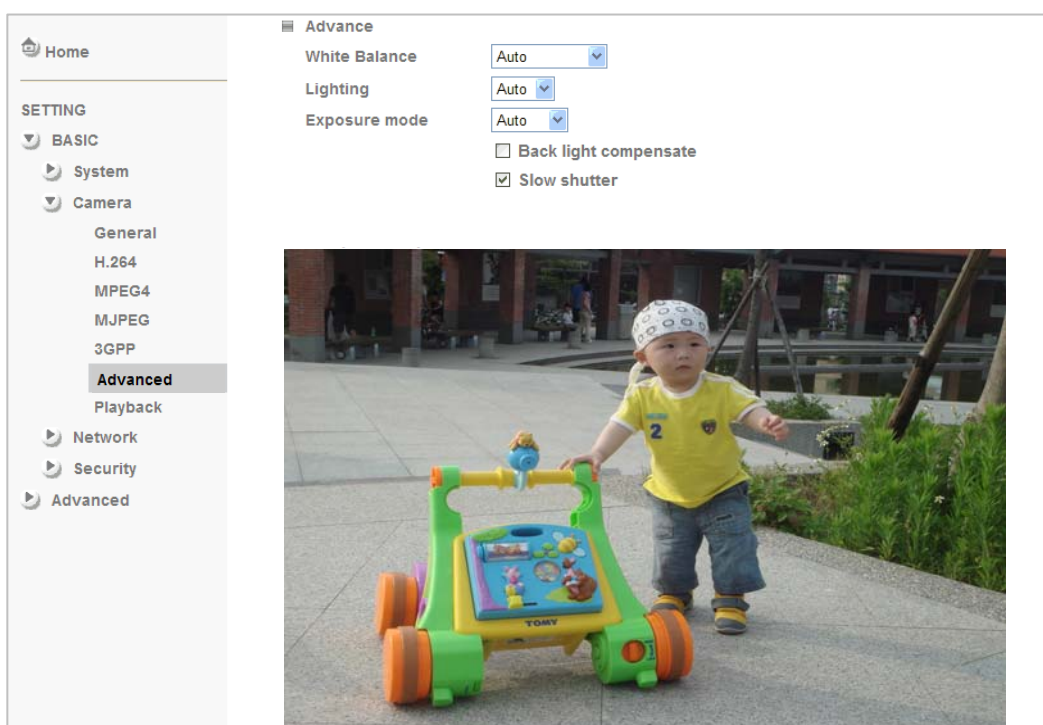 Home
SETTING
BASIC
System
Camera
General
H.264
MPEG4
MJPEG
3GPP
Advanced
Playback
Network
Security
Advanced
Advance
White Balance Auto
Lighting Auto
Exposure mode Auto
Back light compensate
Slow shutter
2
TOMY